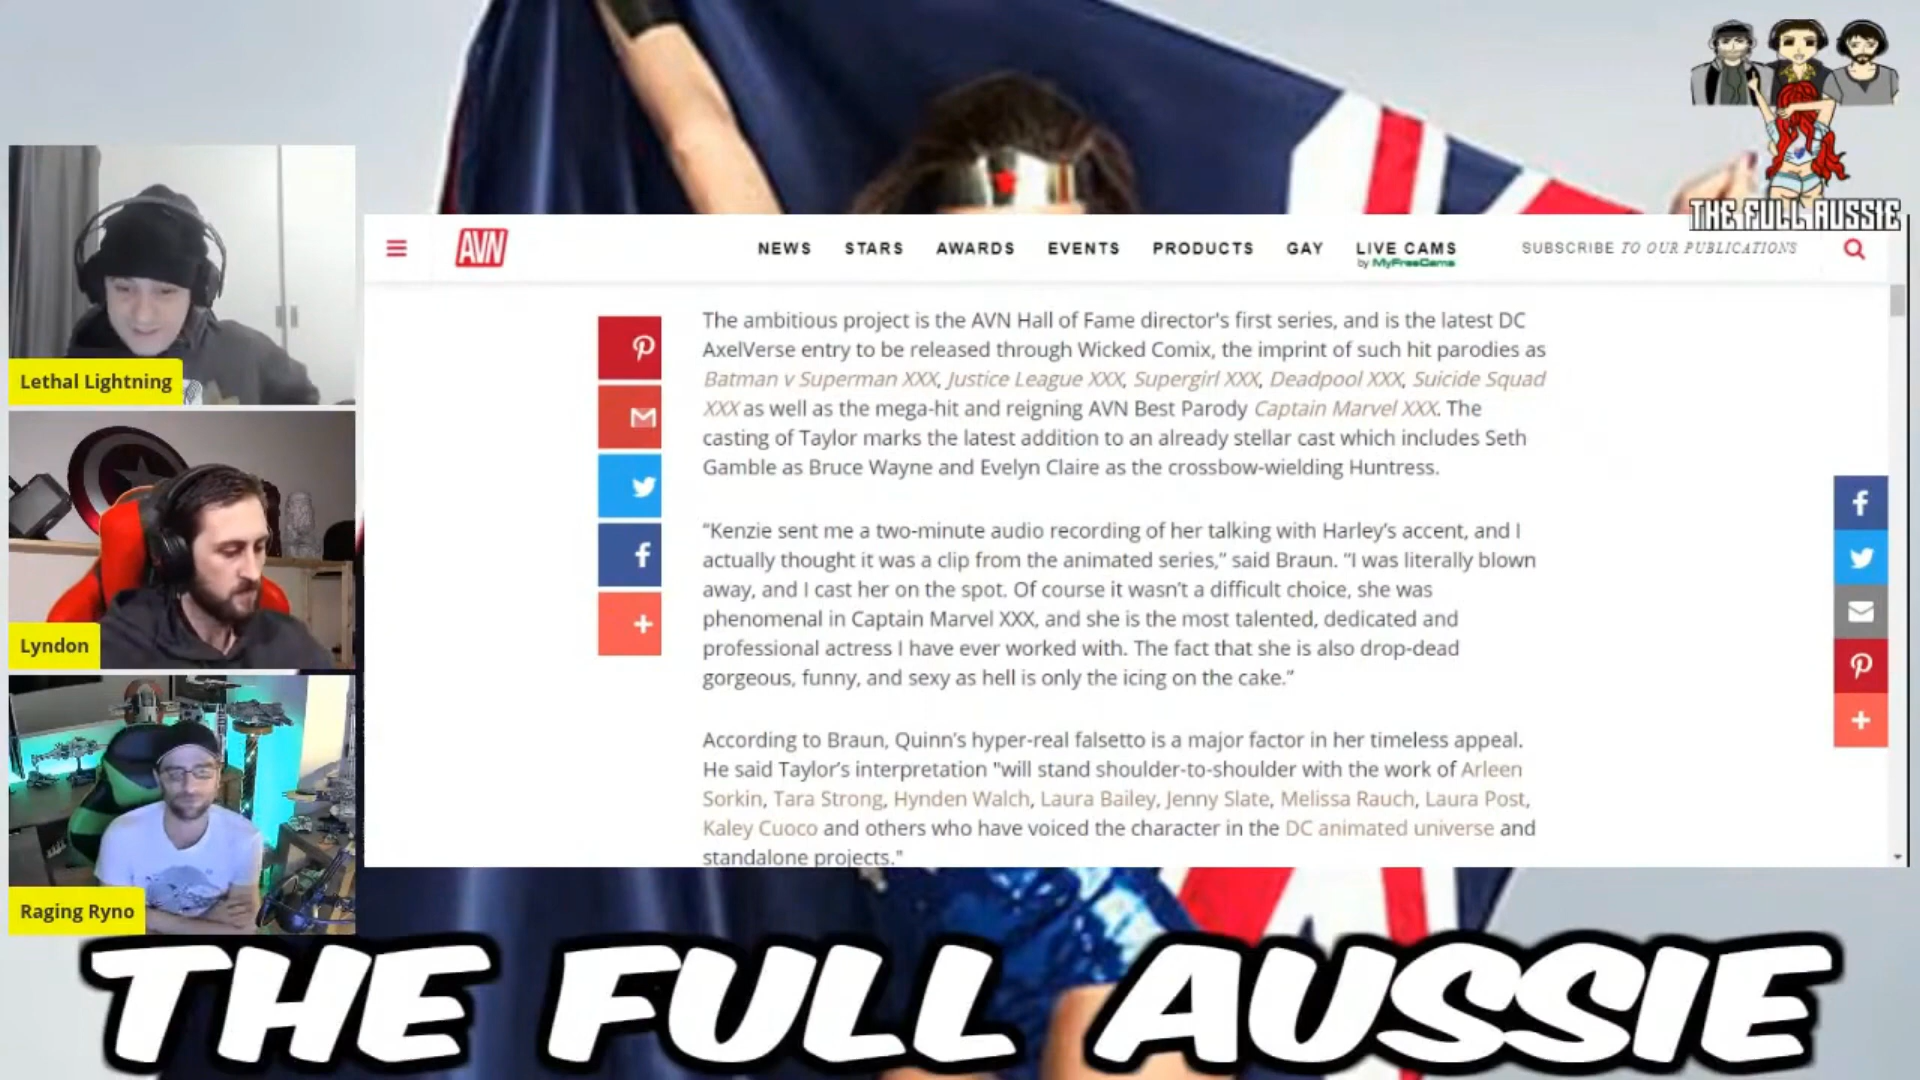 THE FULL AUSSIE
AVN
NEWS STARS AWARDS EVENTS PRODUCTS GAY LIVE CAMS
by MyFreeCams
SUBSCRIBE TO OUR PUBLICATIONS
The ambitious project is the AVN Hall of Fame director's first series, and is the latest DC
AxelVerse entry to be released through Wicked Comix, the imprint of such hit parodies as
Batman v Superman XXX, Justice League XXX, Supergirl XXX, Deadpool XXX, Suicide Squad
XXX as well as the mega-hit and reigning AVN Best Parody Captain Marvel XXX. The
casting of Taylor marks the latest addition to an already stellar cast which includes Seth
Gamble as Bruce Wayne and Evelyn Claire as the crossbow-wielding Huntress.
“Kenzie sent me a two-minute audio recording of her talking with Harley’s accent, and I
actually thought it was a clip from the animated series,” said Braun. “I was literally blown
away, and I cast her on the spot. Of course it wasn’t a difficult choice, she was
phenomenal in Captain Marvel XXX, and she is the most talented, dedicated and
professional actress I have ever worked with. The fact that she is also drop-dead
gorgeous, funny, and sexy as hell is only the icing on the cake.”
According to Braun, Quinn’s hyper-real falsetto is a major factor in her timeless appeal.
He said Taylor’s interpretation "will stand shoulder-to-shoulder with the work of Arleen
Sorkin, Tara Strong, Hynden Walch, Laura Bailey, Jenny Slate, Melissa Rauch, Laura Post,
Kaley Cuoco and others who have voiced the character in the DC animated universe and
standalone projects."
Lethal Lightning
Lyndon
Raging Ryno
THE FULL AUSSIE